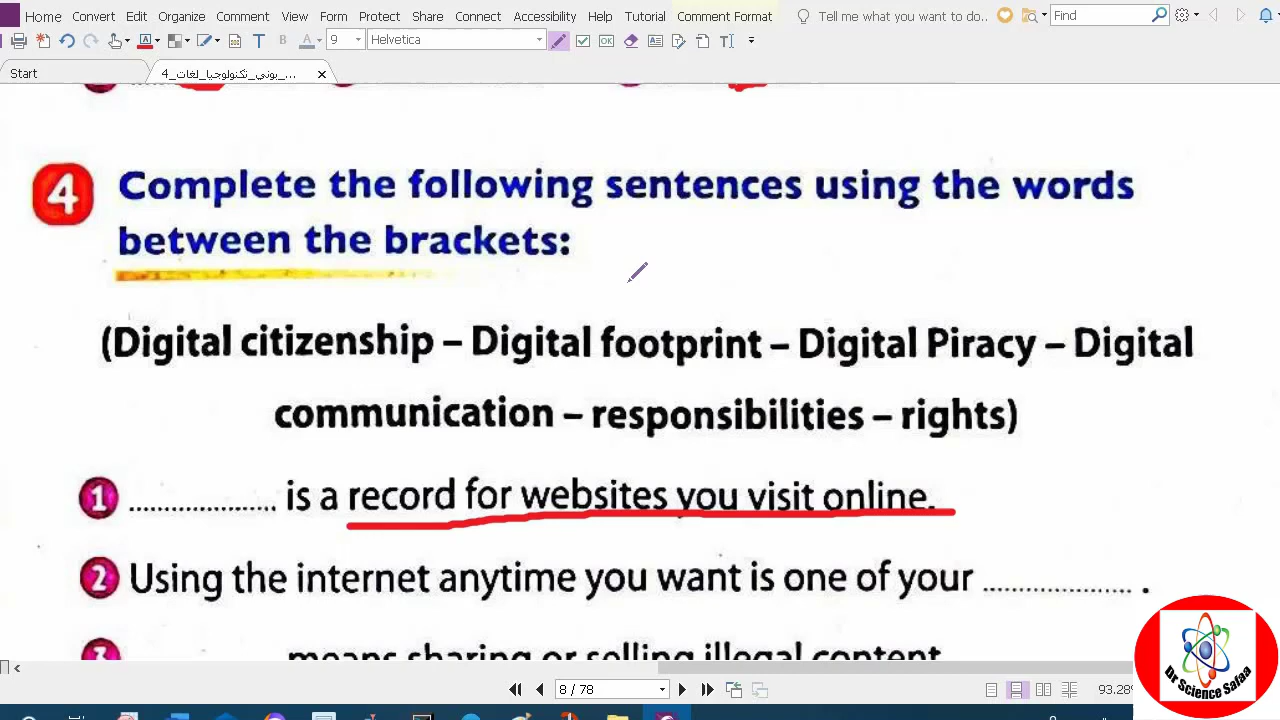 Home Convert Edit Organize Comment View Form Protect Share Connect Accessibility Help Tutorial Comment Format Tell me what you want to do.. Find
9 Helvetica
Start 4_لغات_تكنولوجيا_يوني_...
4 Complete the following sentences using the words
between the brackets:
(Digital citizenship – Digital footprint – Digital Piracy – Digital
communication – responsibilities – rights)
1 .................... is a record for websites you visit online.
2 Using the internet anytime you want is one of your .................... .
3 means sharing or selling illegal content
Dr Science Safaa
8 / 78
93.28%